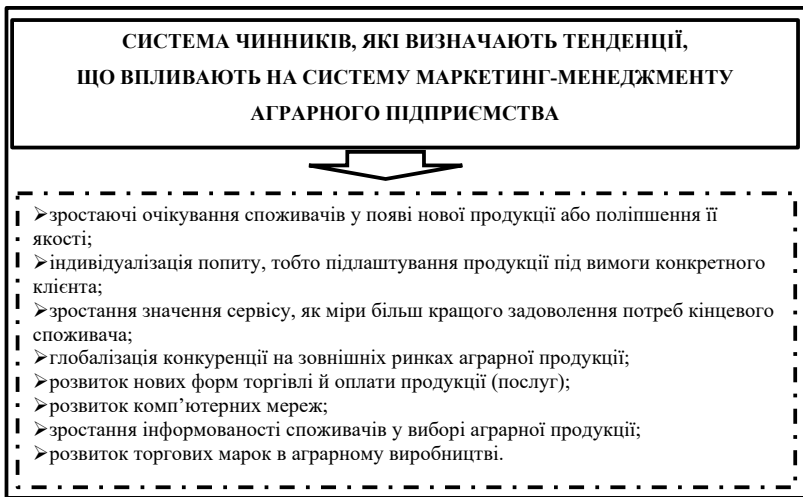 СИСТЕМА ЧИННИКІВ, ЯКІ ВИЗНАЧАЮТЬ ТЕНДЕНЦІЇ,
ЩО ВПЛИВАЮТЬ НА СИСТЕМУ МАРКЕТИНГ-МЕНЕДЖМЕНТУ
АГРАРНОГО ПІДПРИЄМСТВА
➢зростаючі очікування споживачів у появі нової продукції або поліпшення її
якості;
➢індивідуалізація попиту, тобто підлаштування продукції під вимоги конкретного
клієнта;
➢зростання значення сервісу, як міри більш кращого задоволення потреб кінцевого
споживача;
➢глобалізація конкуренції на зовнішніх ринках аграрної продукції;
➢розвиток нових форм торгівлі й оплати продукції (послуг);
➢розвиток комп’ютерних мереж;
➢зростання інформованості споживачів у виборі аграрної продукції;
➢розвиток торгових марок в аграрному виробництві.